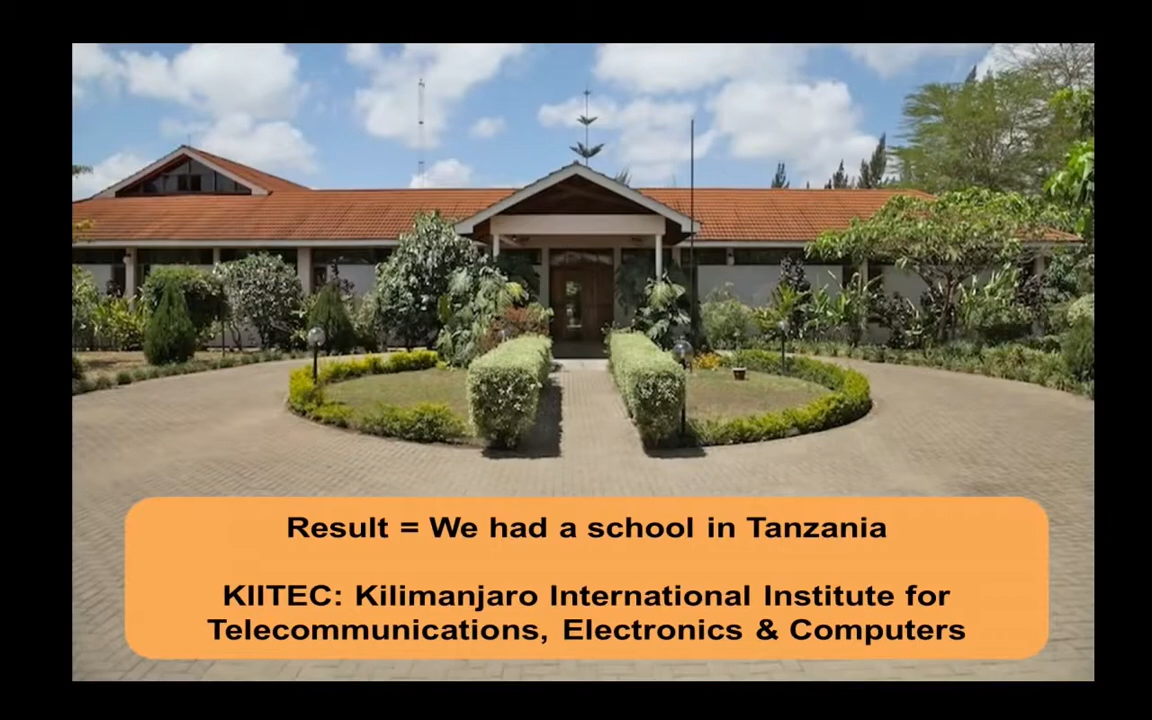 Result = We had a school in Tanzania
KIITEC: Kilimanjaro International Institute for
Telecommunications, Electronics & Computers